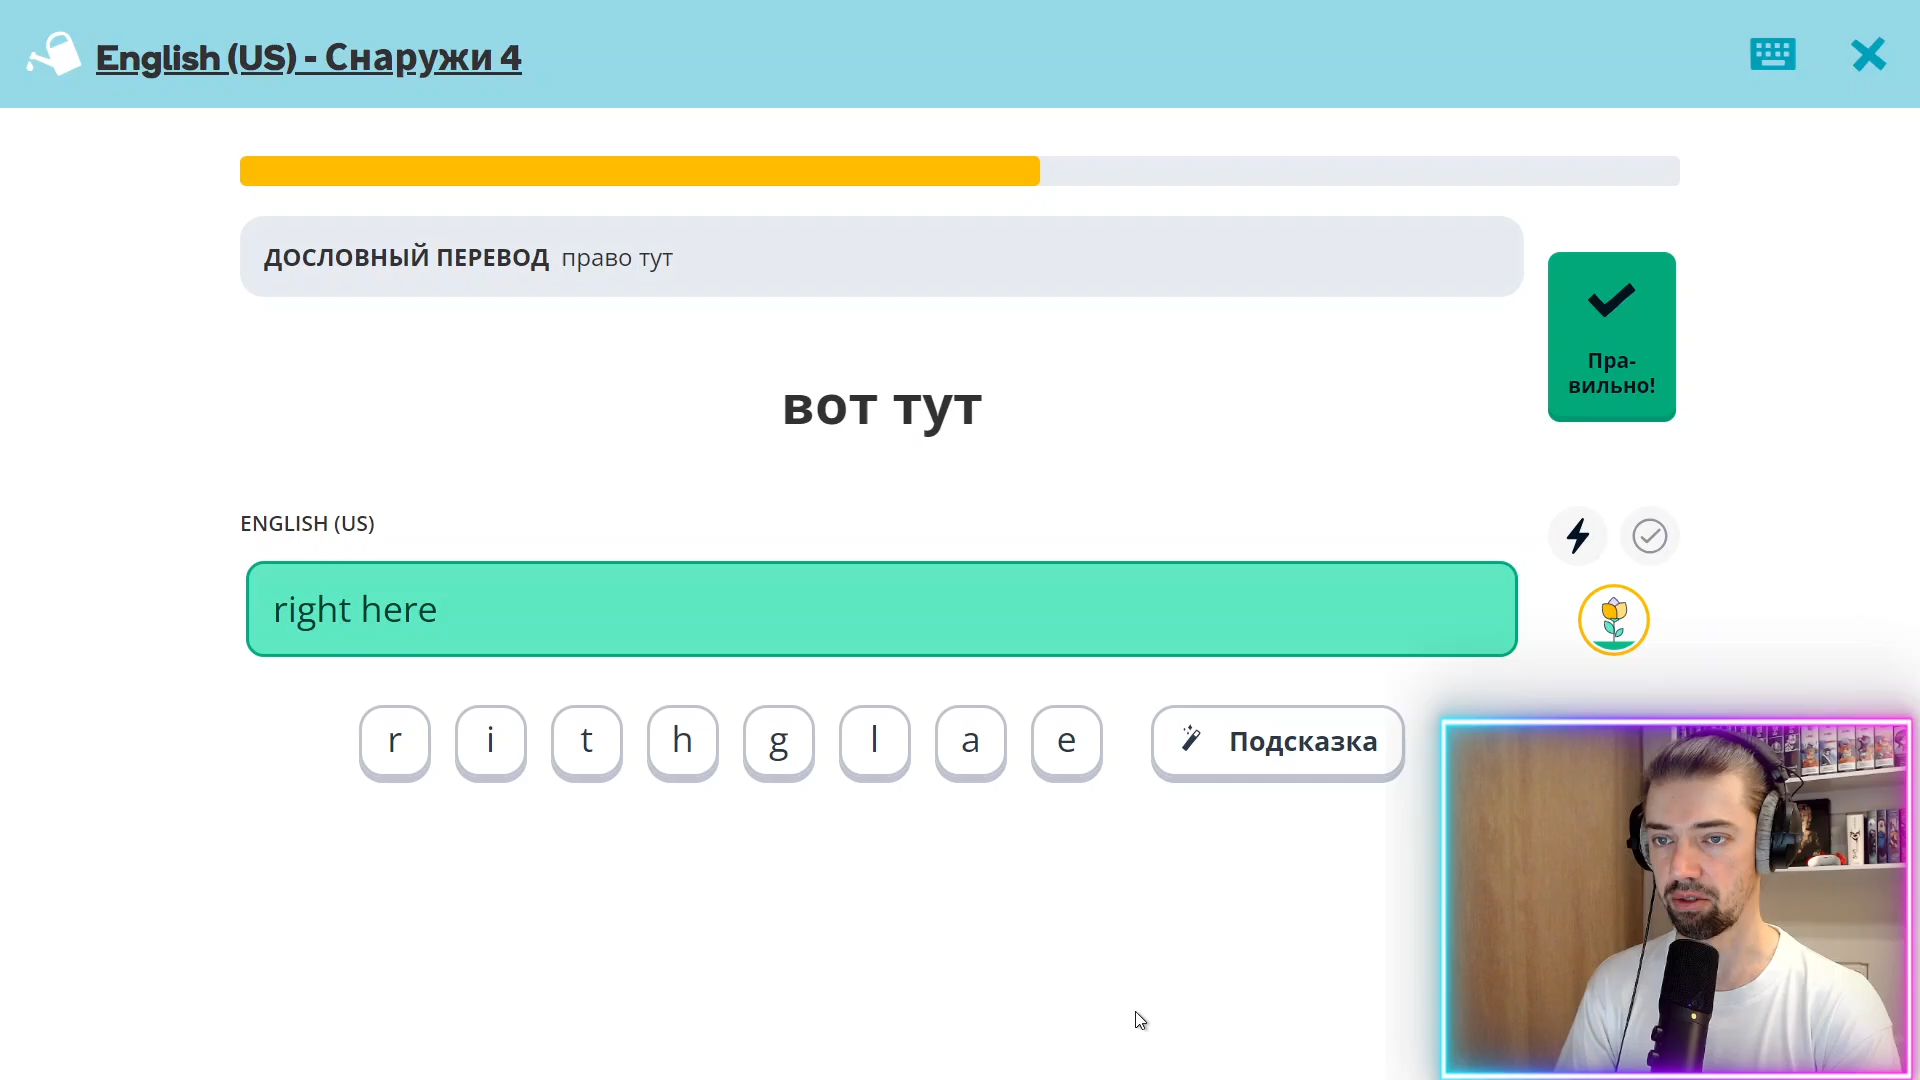 English (US) - Снаружи 4
ДОСЛОВНЫЙ ПЕРЕВОД право тут
Пра-
вильно!
вот тут
ENGLISH (US)
right here
r i t h g l a e Подсказка